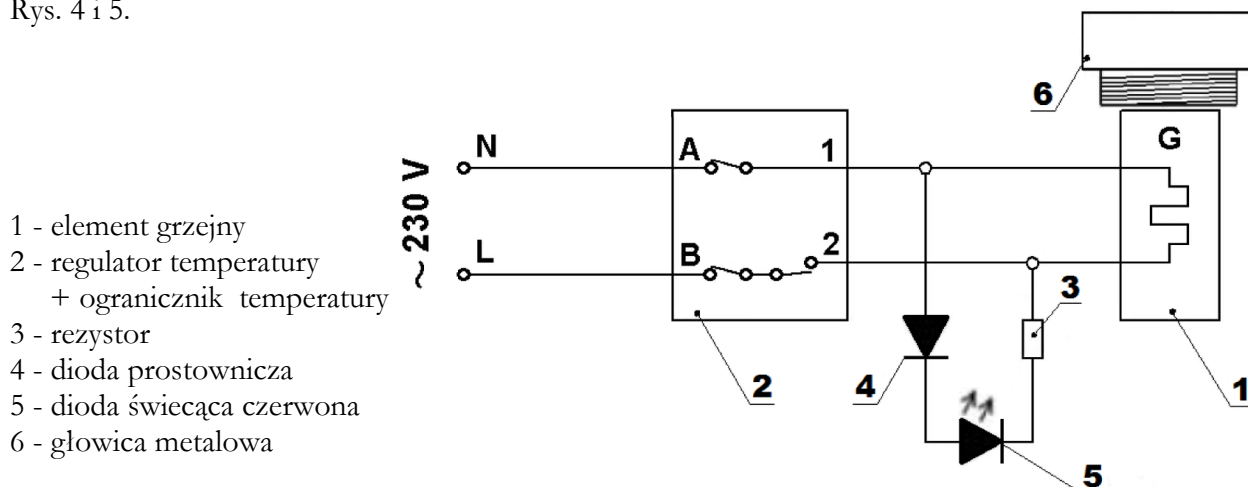 Rys. 4 i 5.
6
N
A
1
G
~ 230 V
1 - element grzejny
2 - regulator temperatury
+ ogranicznik temperatury
3 - rezystor
4 - dioda prostownicza
5 - dioda świecąca czerwona
6 - głowica metalowa
L
B
2
3
2
4
1
5